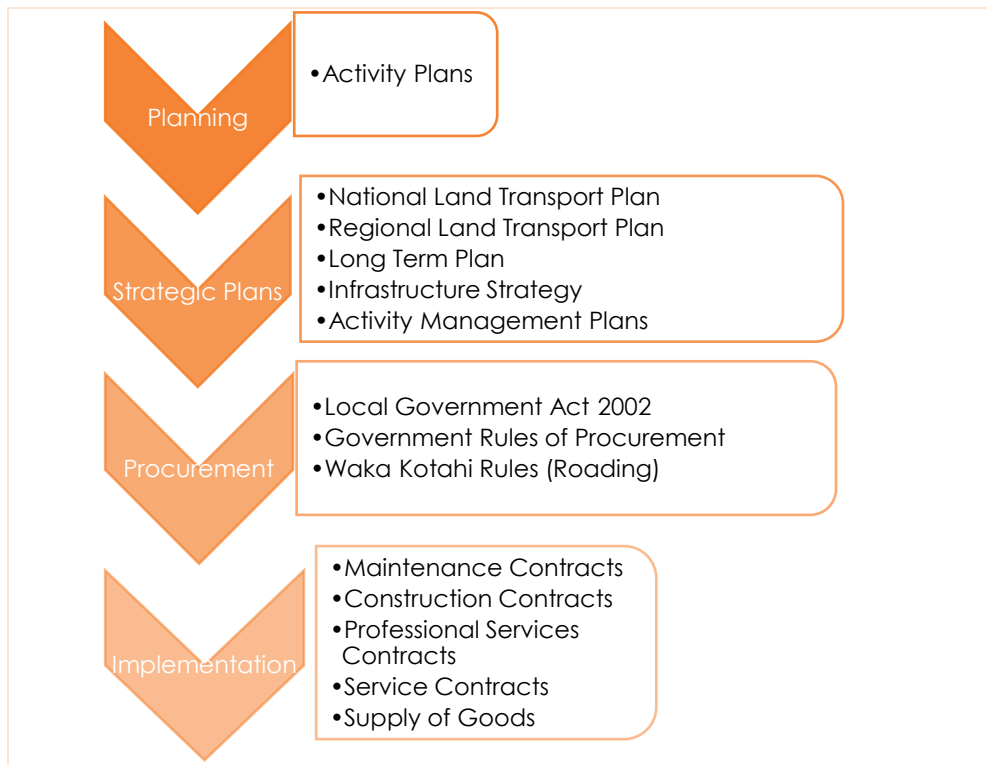 Planning
•Activity Plans
Strategic Plans
•National Land Transport Plan
•Regional Land Transport Plan
•Long Term Plan
•Infrastructure Strategy
•Activity Management Plans
Procurement
•Local Government Act 2002
•Government Rules of Procurement
•Waka Kotahi Rules (Roading)
Implementation
•Maintenance Contracts
•Construction Contracts
•Professional Services
Contracts
•Service Contracts
•Supply of Goods